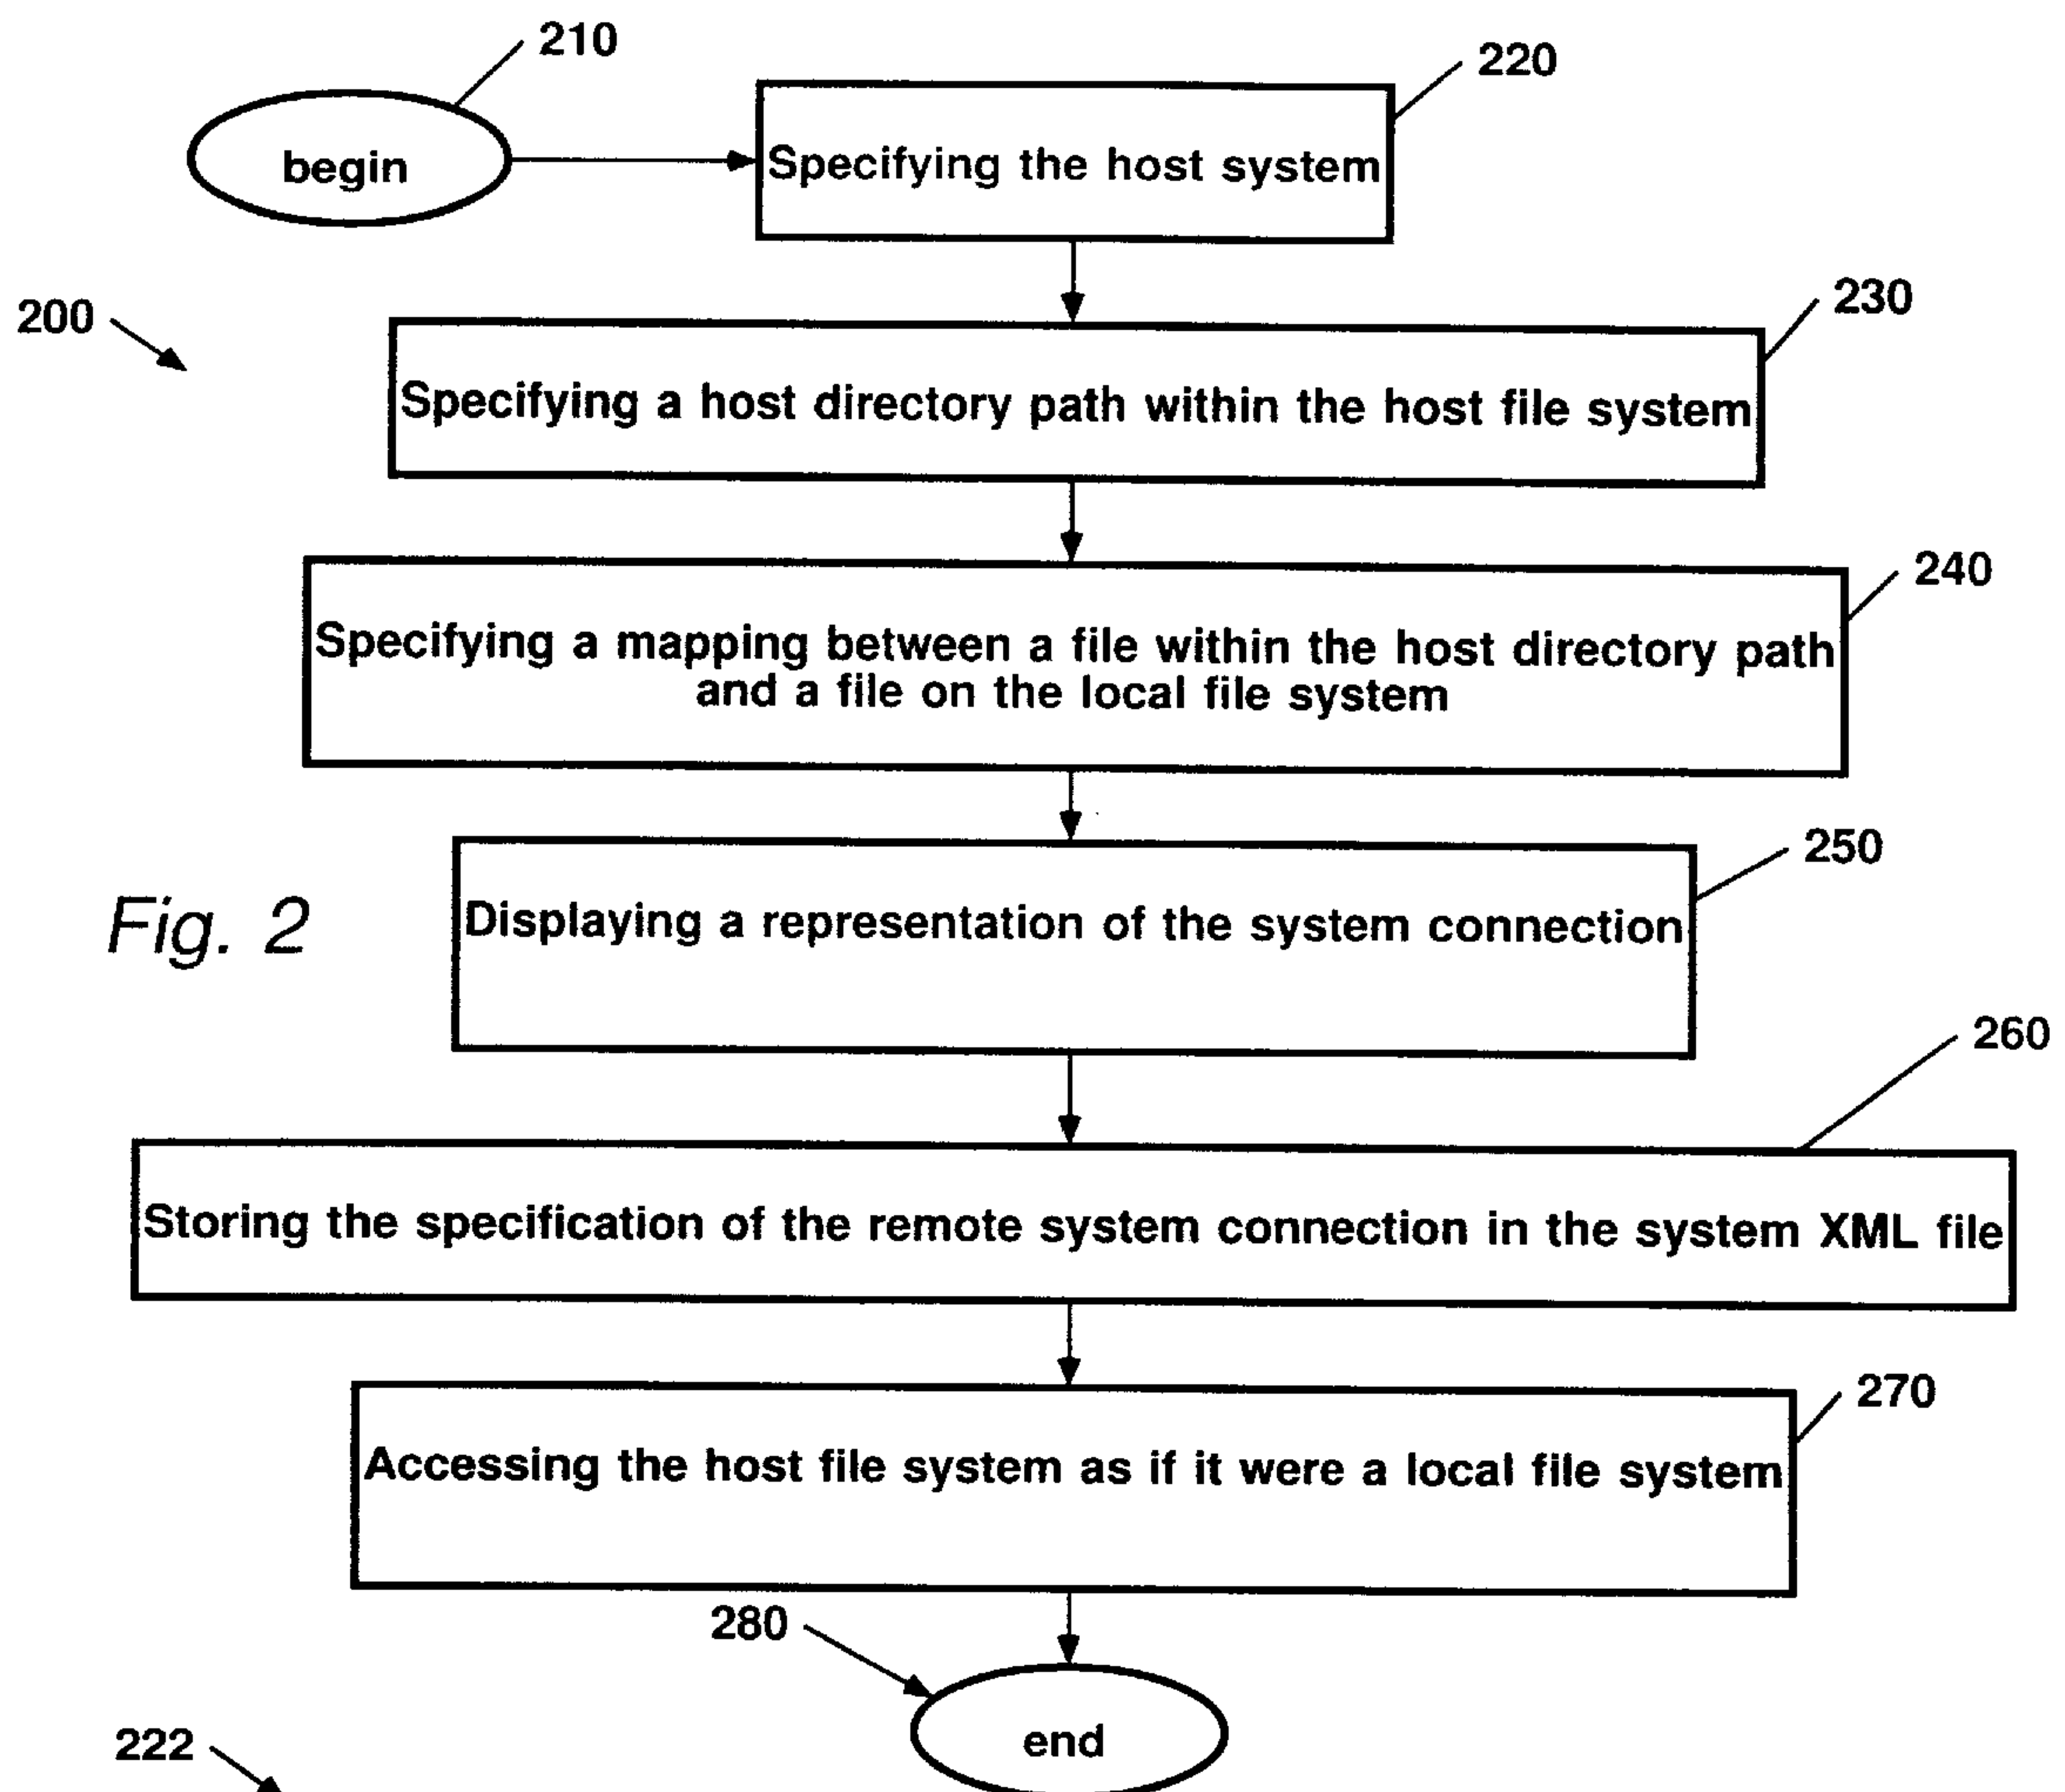 210
220
begin
Specifying the host system
200
230
Specifying a host directory path within the host file system
240
Specifying a mapping between a file within the host directory path
and a file on the local file system
250
Fig. 2
Displaying a representation of the system connection
260
Storing the specification of the remote system connection in the system XML file
270
Accessing the host file system as if it were a local file system
280
end
222